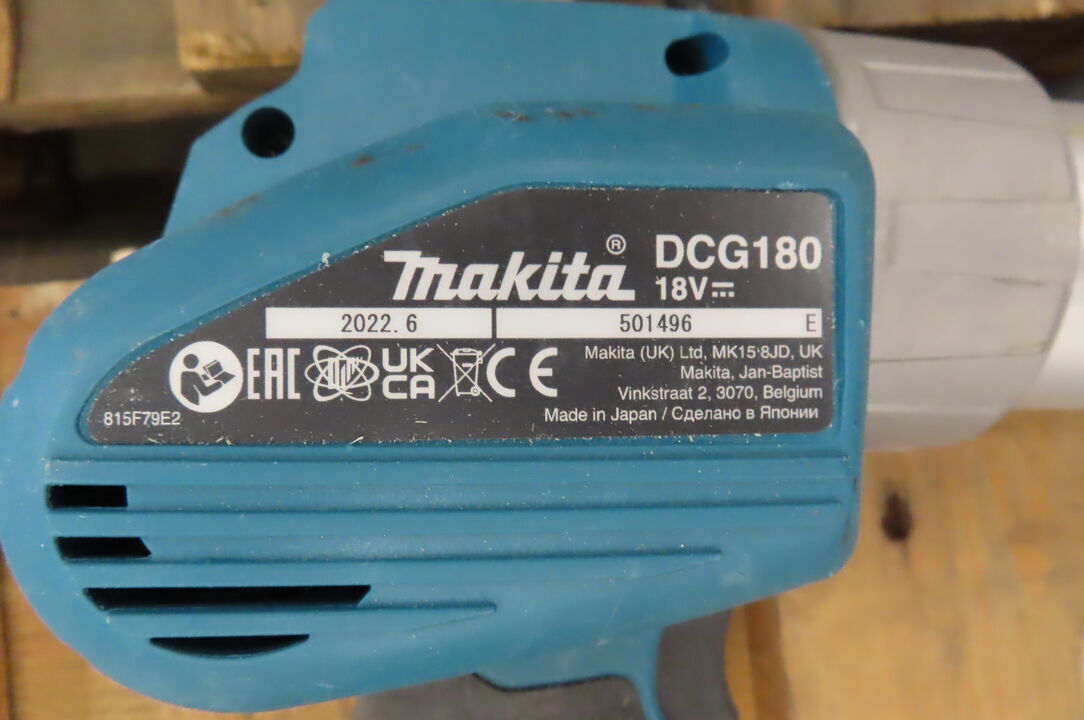 Makita® DCG180
18V
2022. 6 501496 E
EAC UK CA CE
Makita (UK) Ltd, MK15 8JD, UK
Makita, Jan-Baptist
Vinkstraat 2, 3070, Belgium
815F79E2 Made in Japan / Сделано в Японии